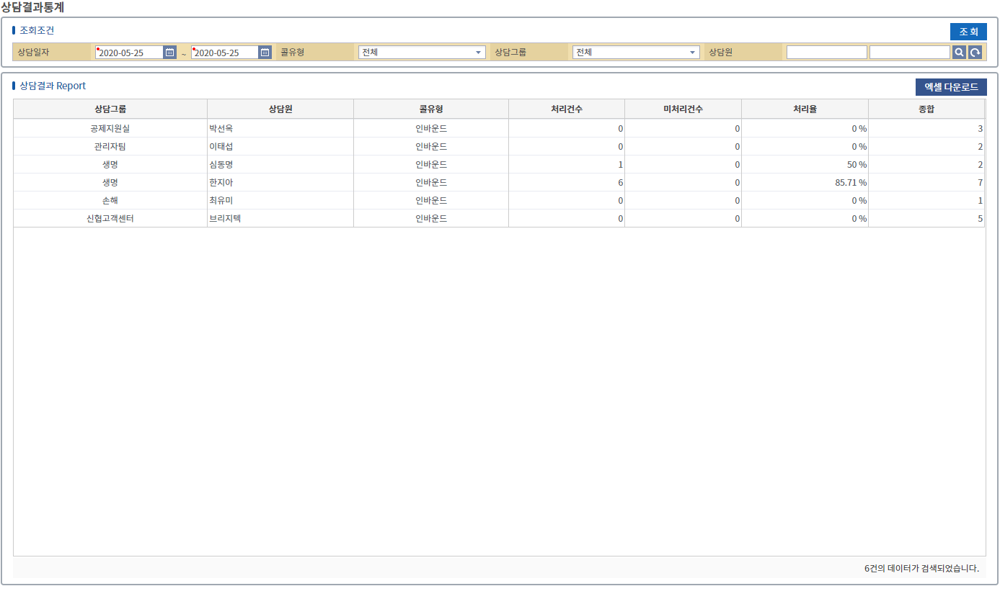 상담결과통계
조회조건
조 회
상담일자 2020-05-25 ~ 2020-05-25 콜유형 전체 상담그룹 전체 상담원
상담결과 Report
엑셀 다운로드
상담그룹 상담원 콜유형 처리건수 미처리건수 처리율 종합
공제지원실 박선옥 인바운드 0 0 0 % 3
관리자팀 이태섭 인바운드 0 0 0 % 2
생명 심동명 인바운드 1 0 50 % 2
생명 한지아 인바운드 6 0 85.71 % 7
손해 최유미 인바운드 0 0 0 % 1
신협고객센터 브리지텍 인바운드 0 0 0 % 5
6건의 데이터가 검색되었습니다.